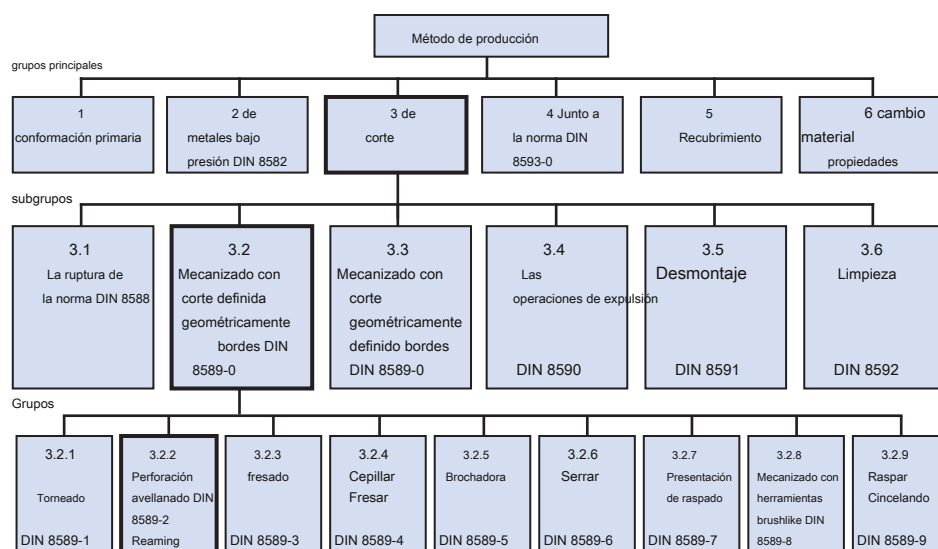 Método de producción
grupos principales
1
conformación primaria
2 de
metales bajo
presión DIN 8582
3 de
corte
4 Junto a
la norma DIN
8593-0
5
Recubrimiento
6 cambio
material
propiedades
subgrupos
3.1
La ruptura de
la norma DIN 8588
3.2
Mecanizado con
corte definida
geométricamente
bordes DIN
8589-0
3.3
Mecanizado con
corte
geométricamente
definido bordes
DIN 8589-0
3.4
Las
operaciones de expulsión
DIN 8590
3.5
Desmontaje
DIN 8591
3.6
Limpieza
DIN 8592
Grupos
3.2.1
Torneado
DIN 8589-1
3.2.2
Perforación
avellanado DIN
8589-2
Reaming
3.2.3
fresado
DIN 8589-3
3.2.4
Cepillar
Fresar
DIN 8589-4
3.2.5
Brochadora
DIN 8589-5
3.2.6
Serrar
DIN 8589-6
3.2.7
Presentación
de raspado
DIN 8589-7
3.2.8
Mecanizado con
herramientas
brushlike DIN
8589-8
3.2.9
Raspar
Cincelando
DIN 8589-9